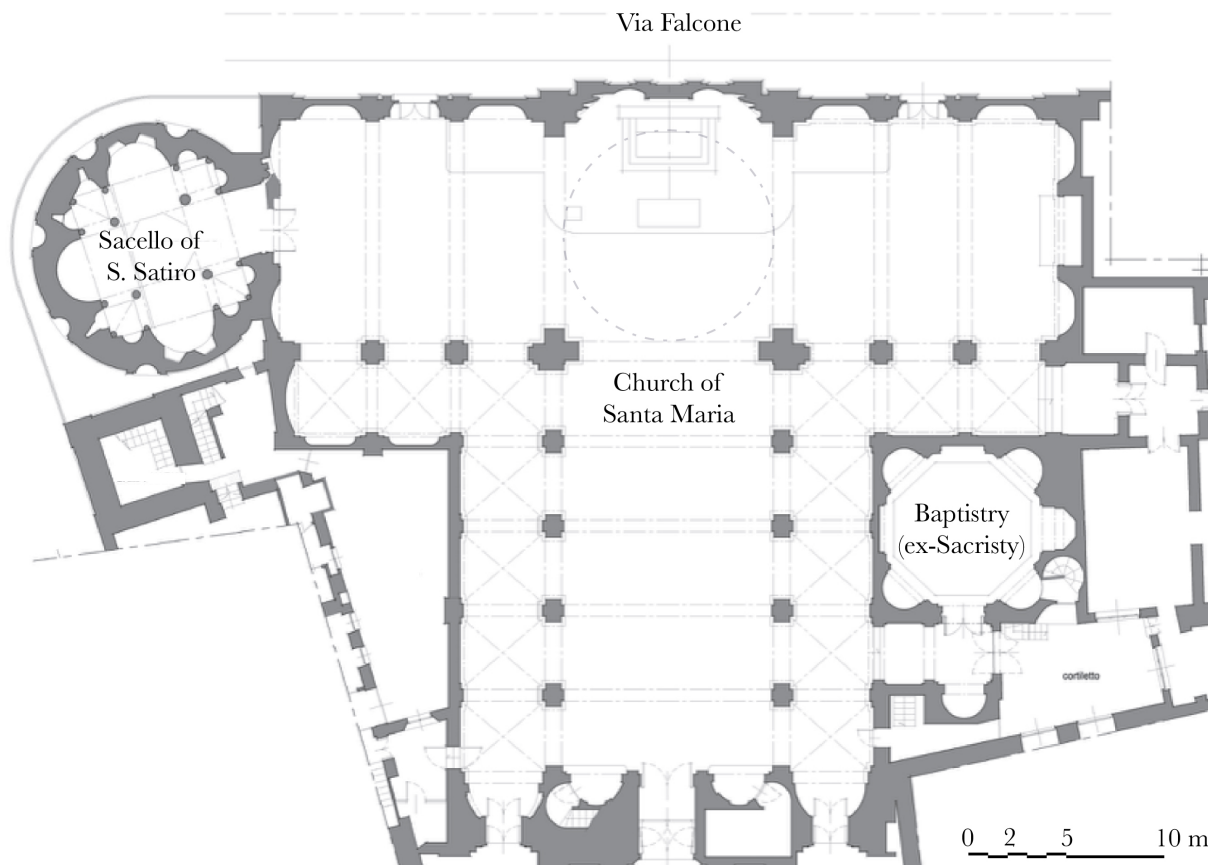 Via Falcone
Sacello of
S. Satiro
Church of
Santa Maria
Baptistry
(ex-Sacristy)
cortiletto
0 2 5 10 m